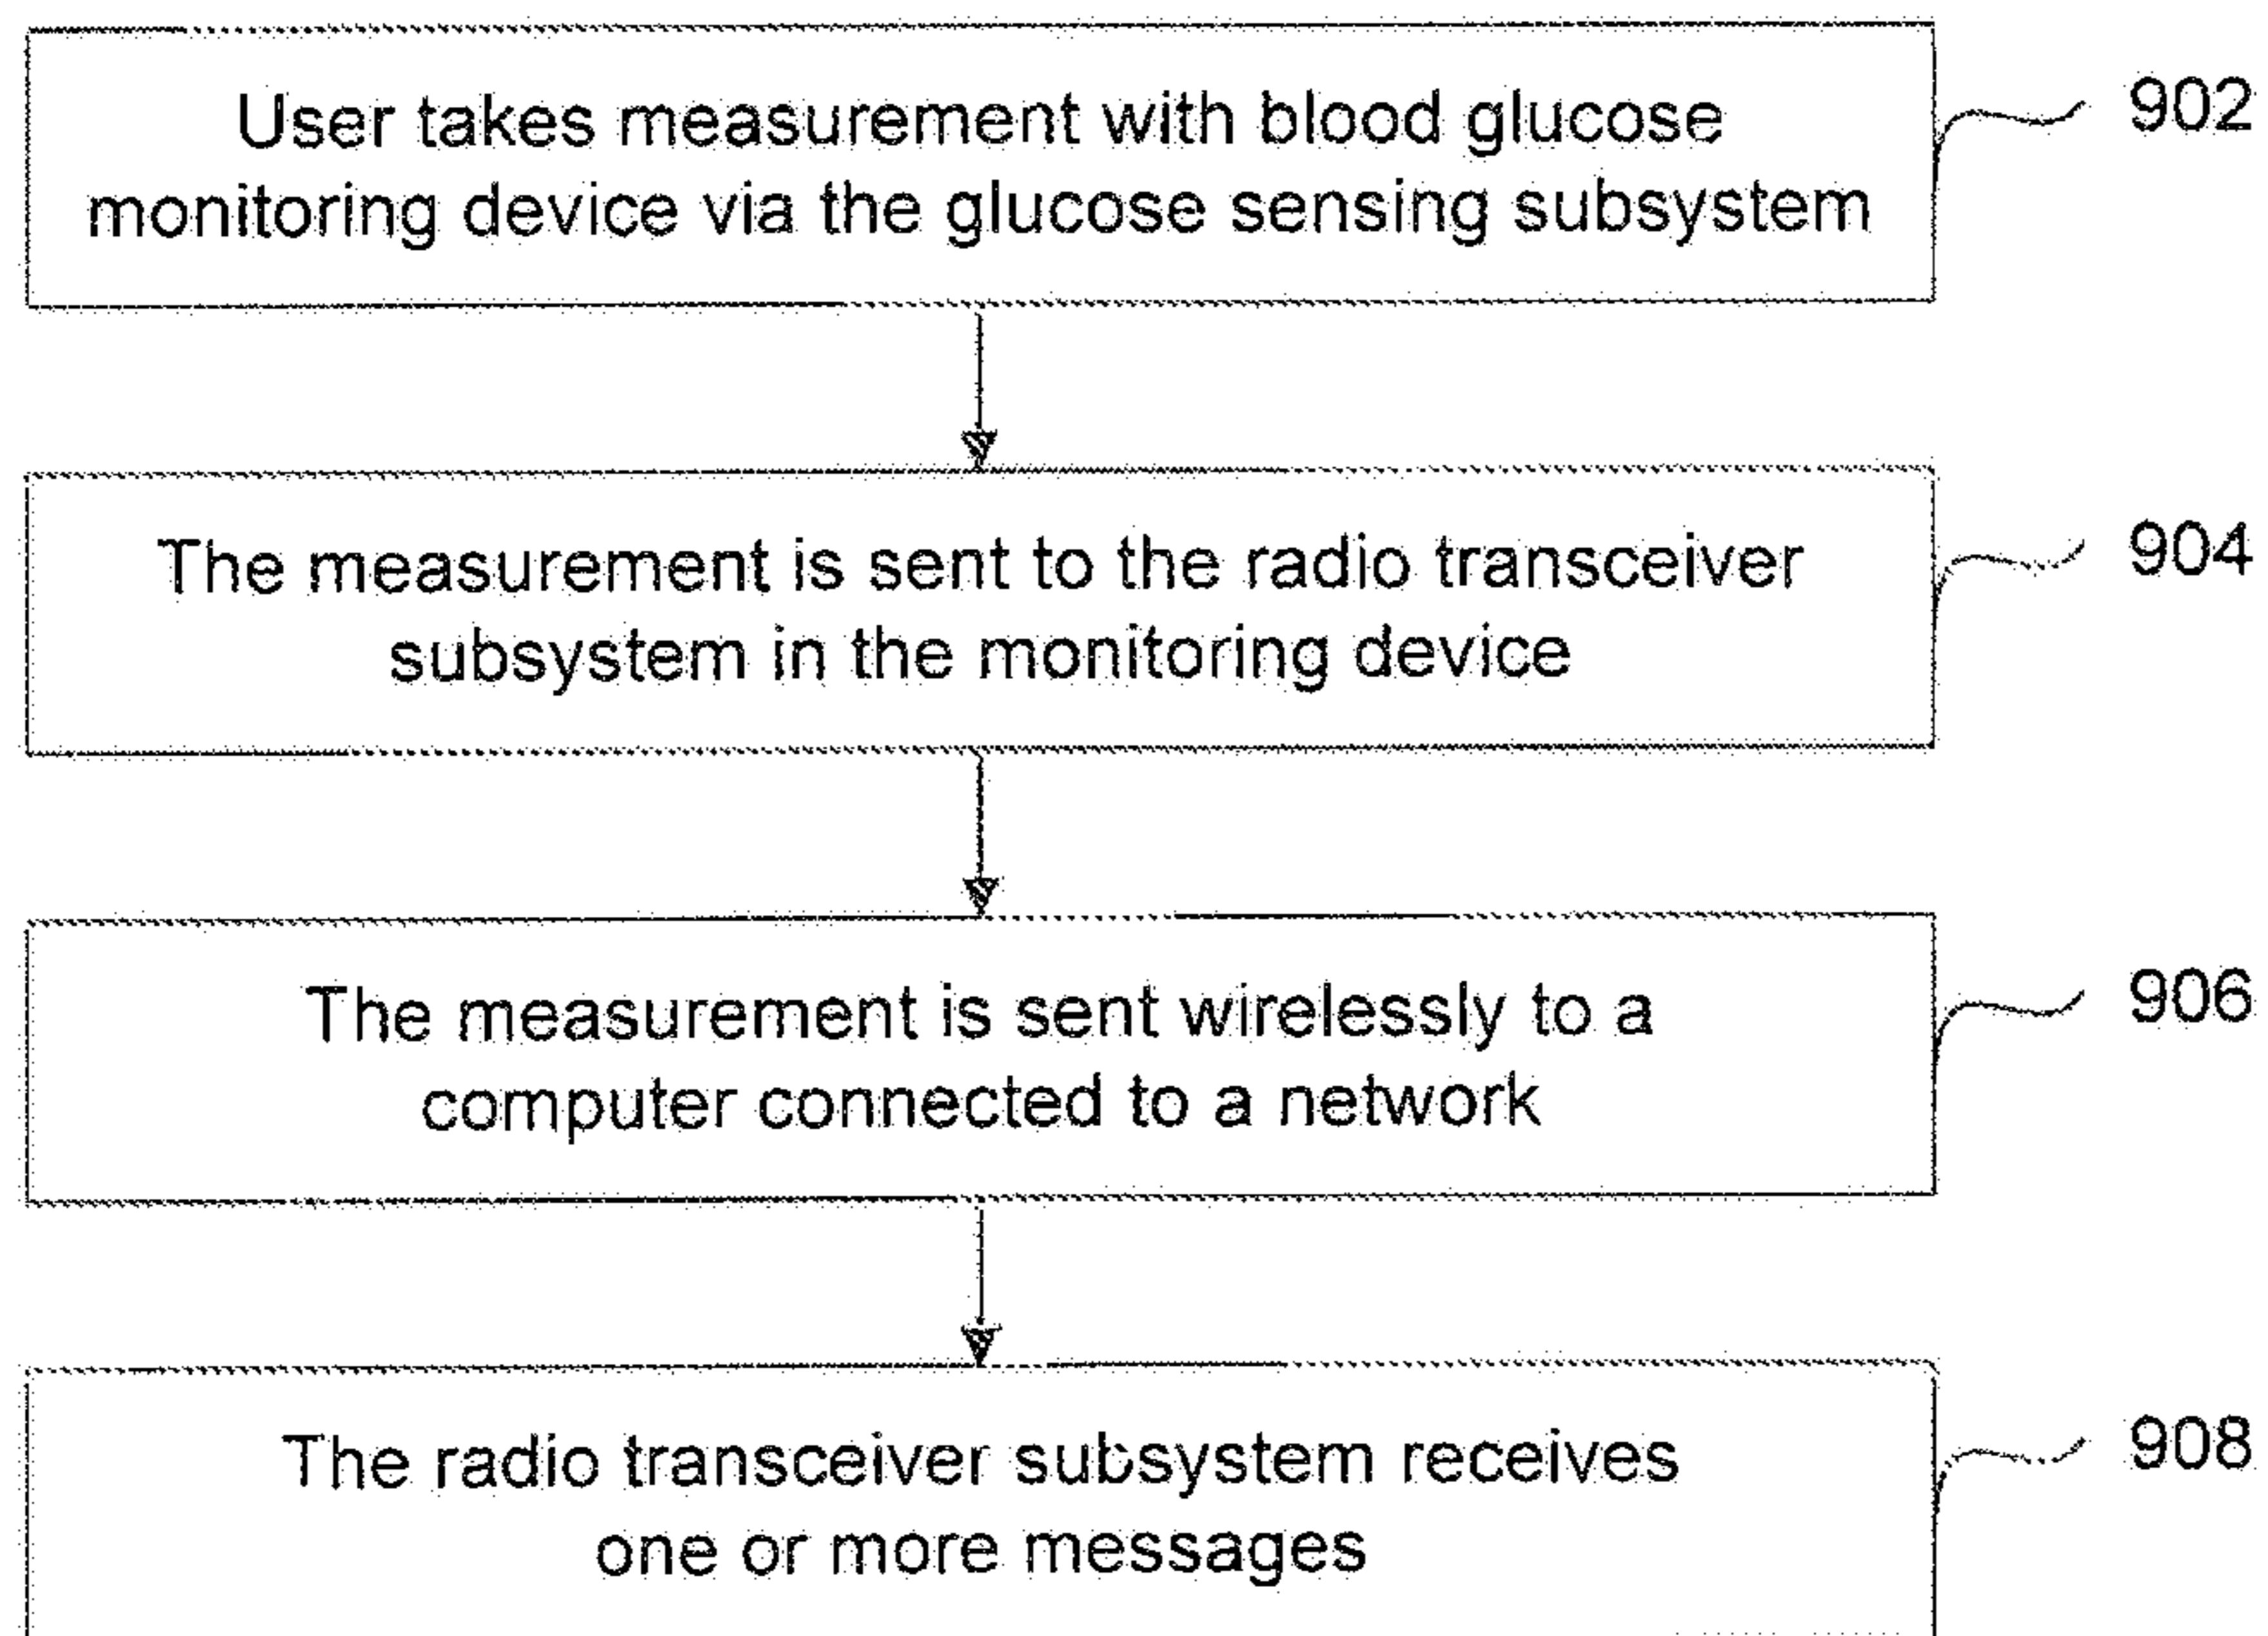 User takes measurement with blood glucose
monitoring device via the glucose sensing subsystem
902
The measurement is sent to the radio transceiver
subsystem in the monitoring device
904
The measurement is sent wirelessly to a
computer connected to a network
906
The radio transceiver subsystem receives
one or more messages
908